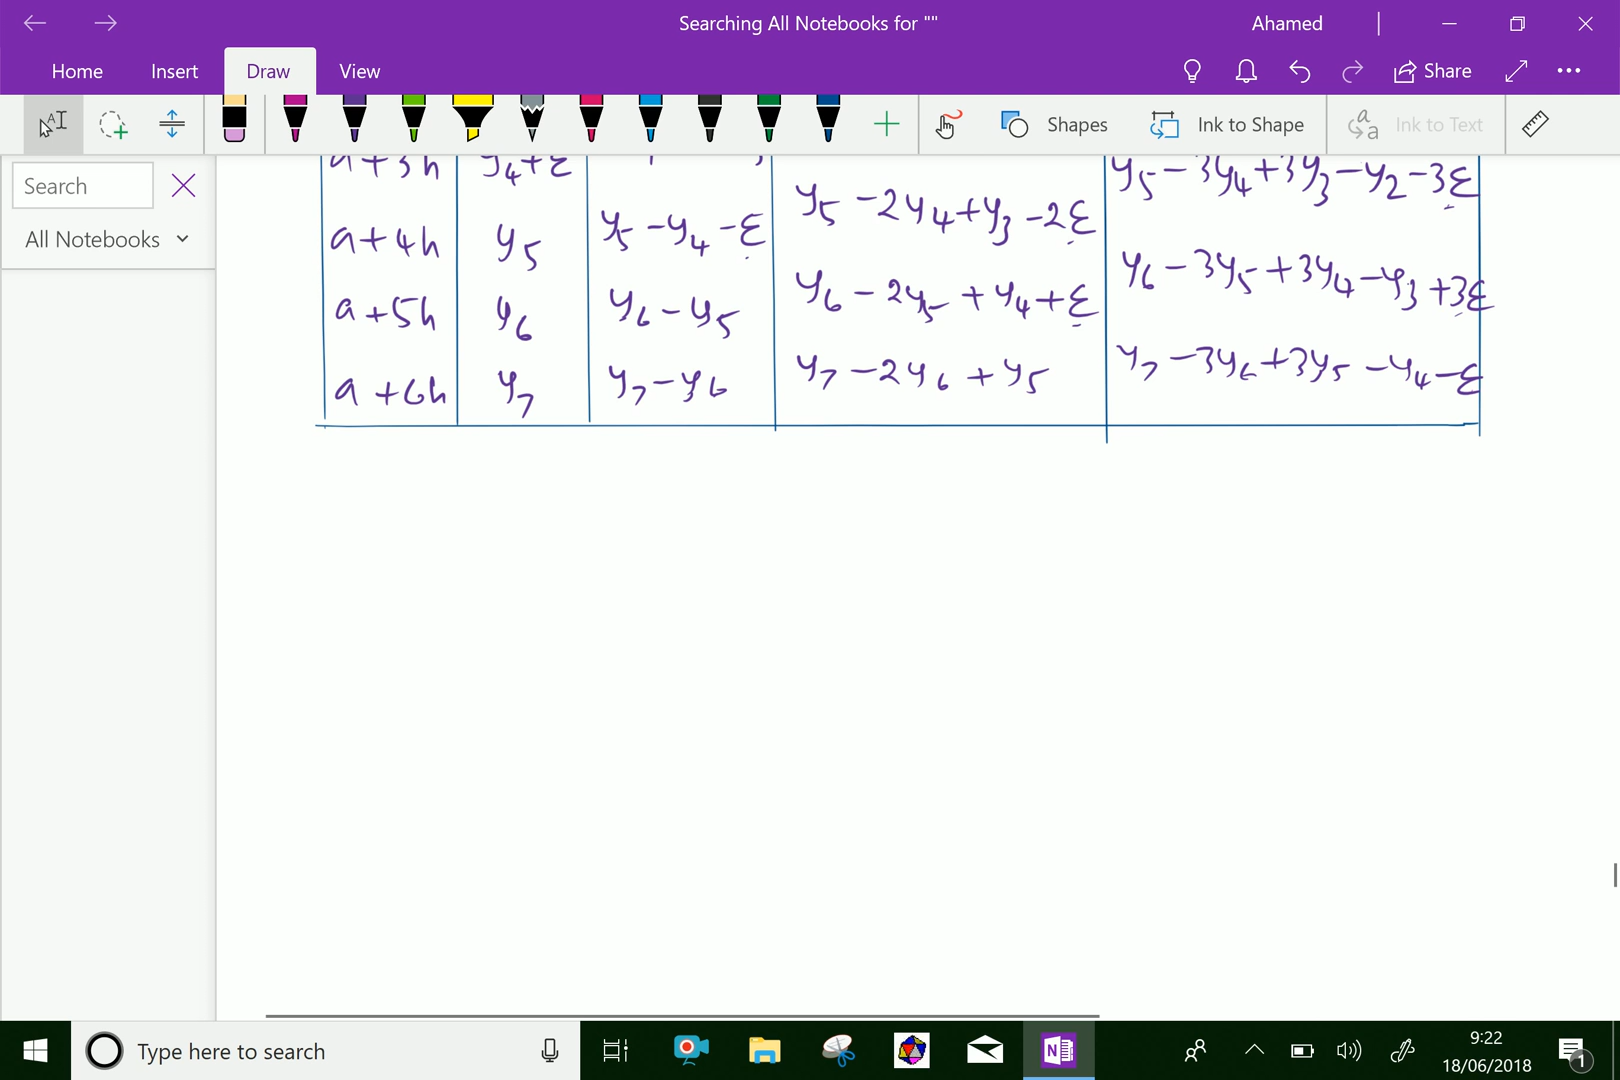 Searching All Notebooks for ""
Ahamed
Home Insert Draw View
Share
Shapes
Ink to Shape
Ink to Text
Search
All Notebooks
a+3h y₄+ε y₅-3y₄+3y₃-y₂-3ε
y₅-2y₄+y₃-2ε
a+4h y₅ y₅-y₄-ε
y₆-3y₅+3y₄-y₃+3ε
y₆-2y₅+y₄+ε
a+5h y₆ y₆-y₅
y₇-3y₆+3y₅-y₄-ε
y₇-2y₆+y₅
a+6h y₇ y₇-y₆
Type here to search
9:22
18/06/2018
1